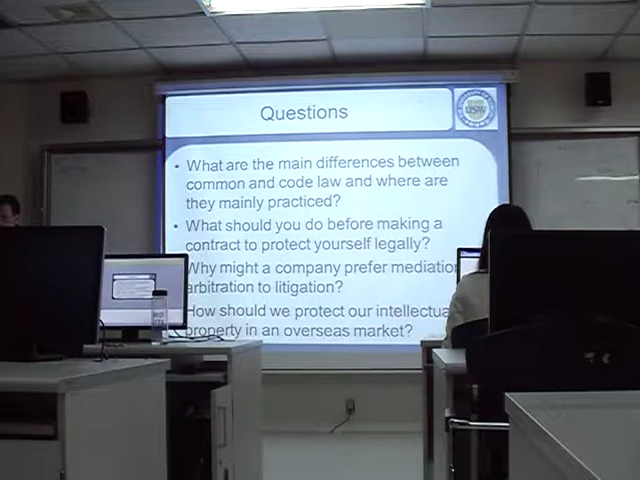 Questions
• What are the main differences between
common and code law and where are
they mainly practiced?
• What should you do before making a
contract to protect yourself legally?
Why might a company prefer mediation
arbitration to litigation?
How should we protect our intellectua
property in an overseas market?